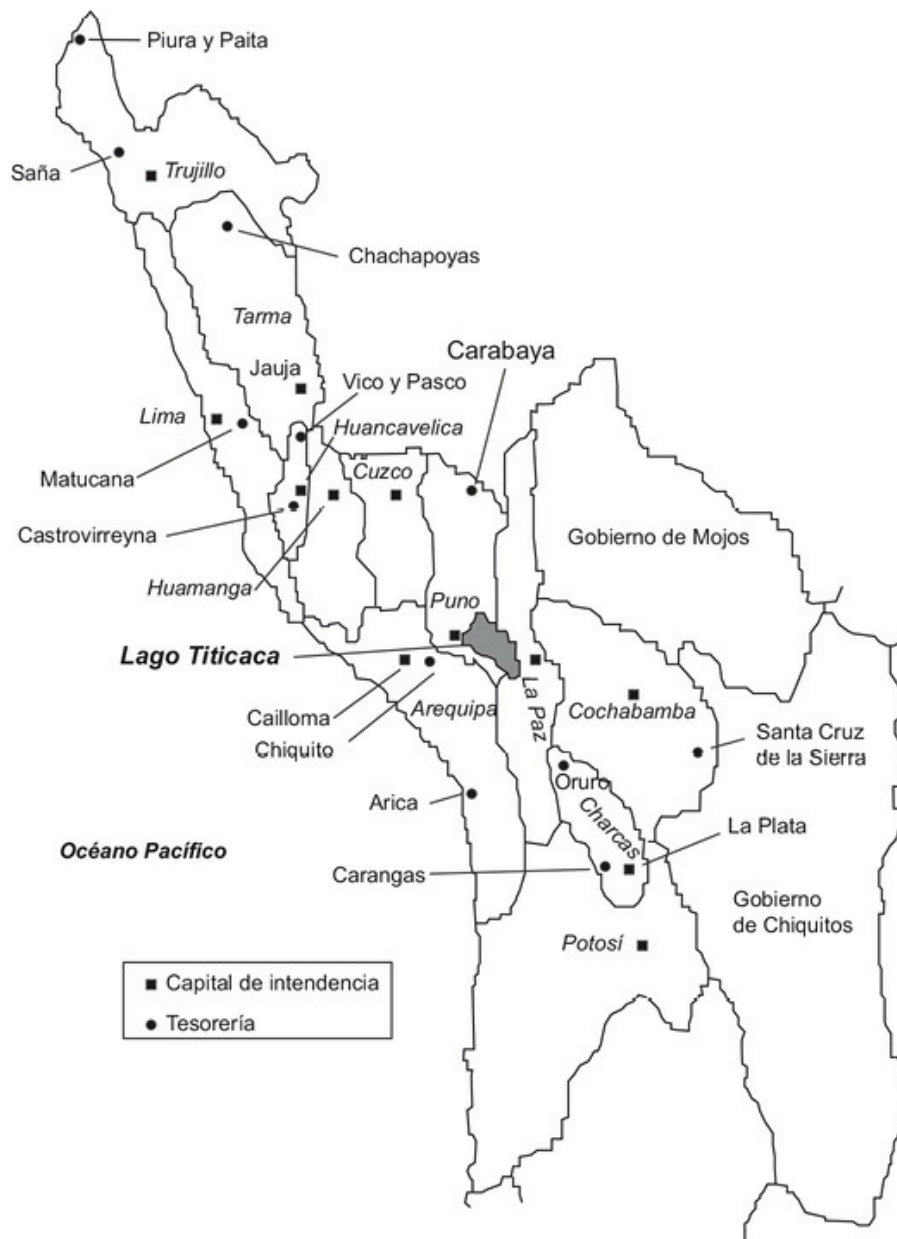 Piura y Paita
Saña
Trujillo
Chachapoyas
Tarma
Carabaya
Jauja
Vico y Pasco
Lima
Huancavelica
Cuzco
Matucana
Castrovirreyna
Gobierno de Mojos
Huamanga
Puno
Lago Titicaca
La Paz
Cailloma
Arequipa
Cochabamba
Chiquito
Santa Cruz
de la Sierra
Oruro
Arica
Charcas
La Plata
Océano Pacífico
Carangas
Gobierno
de Chiquitos
Potosí
Capital de intendencia
Tesorería